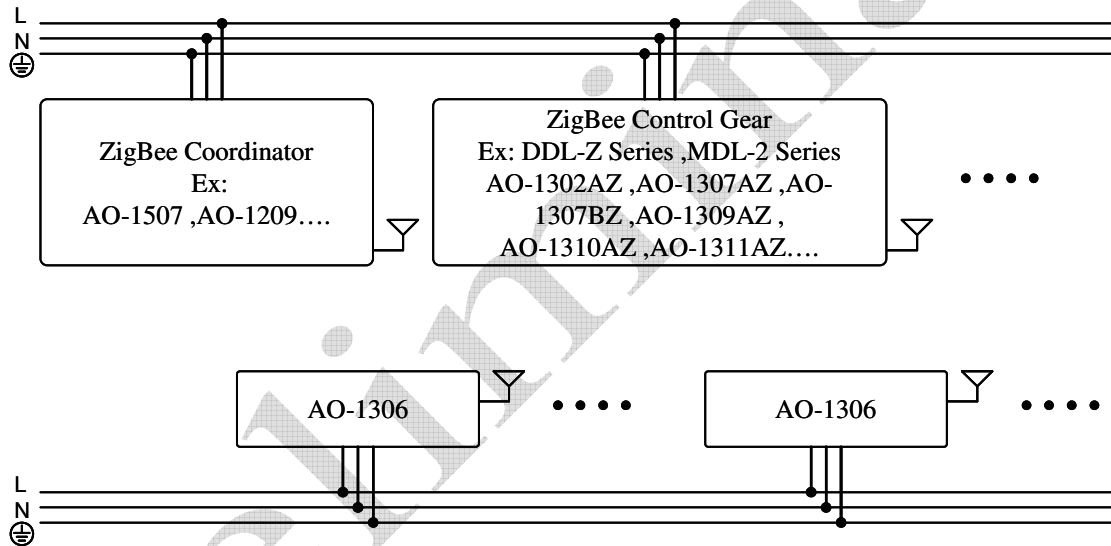 L
N
ZigBee Coordinator
Ex:
AO-1507 ,AO-1209….
ZigBee Control Gear
Ex: DDL-Z Series ,MDL-2 Series
AO-1302AZ ,AO-1307AZ ,AO-
1307BZ ,AO-1309AZ ,
AO-1310AZ ,AO-1311AZ….
AO-1306
AO-1306
L
N